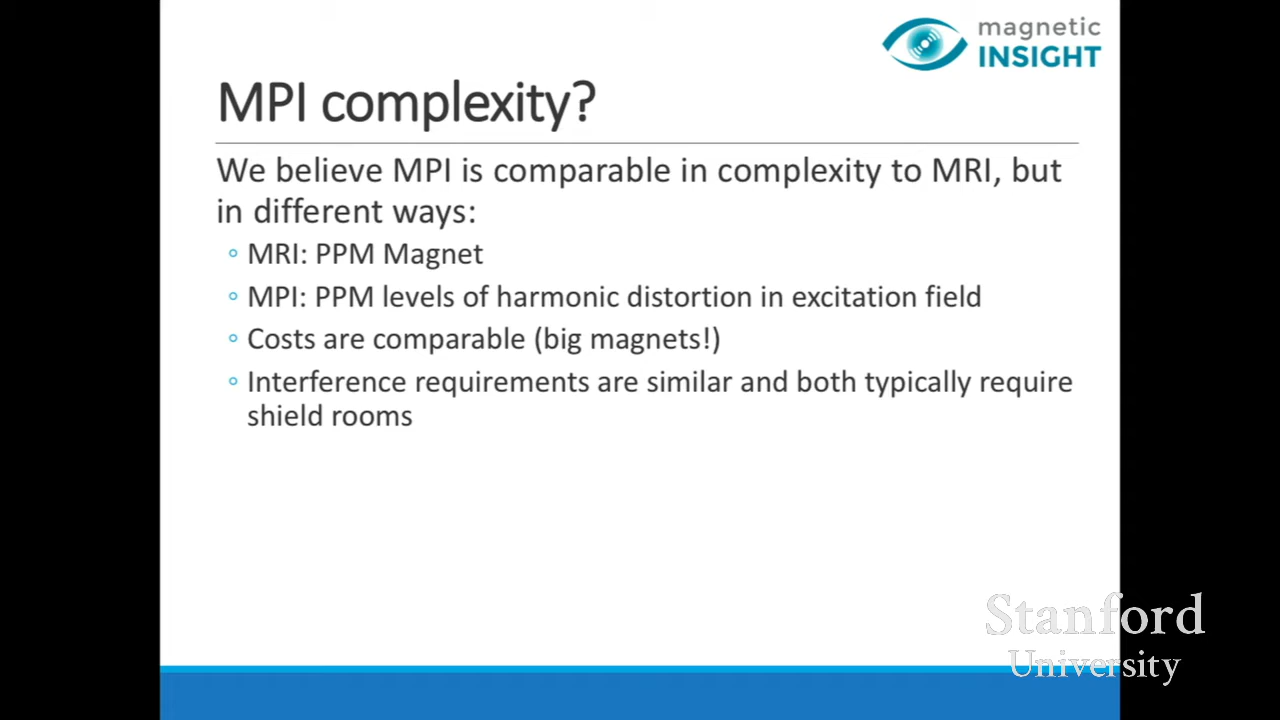 magnetic
INSIGHT
MPI complexity?
We believe MPI is comparable in complexity to MRI, but
in different ways:
◦ MRI: PPM Magnet
◦ MPI: PPM levels of harmonic distortion in excitation field
◦ Costs are comparable (big magnets!)
◦ Interference requirements are similar and both typically require
shield rooms
Stanford
University